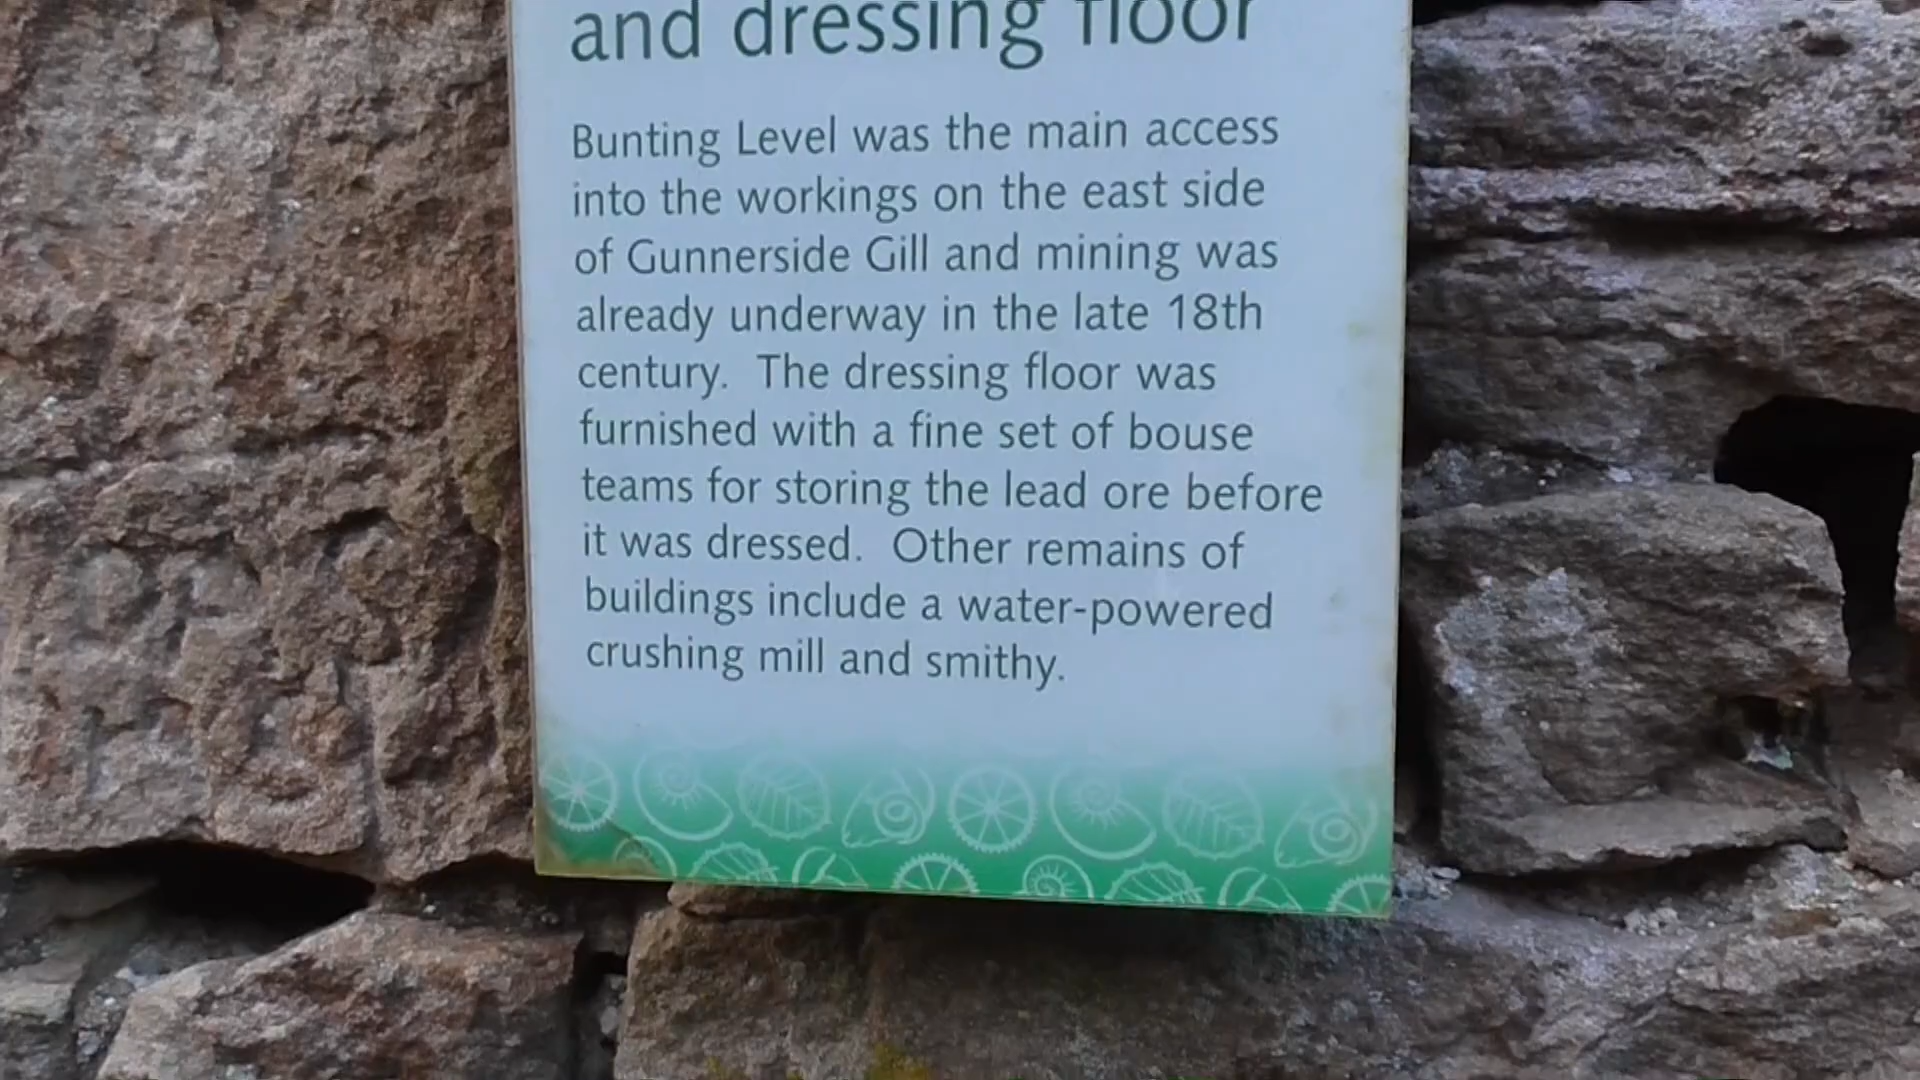 and dressing floor
Bunting Level was the main access
into the workings on the east side
of Gunnerside Gill and mining was
already underway in the late 18th
century. The dressing floor was
furnished with a fine set of bouse
teams for storing the lead ore before
it was dressed. Other remains of
buildings include a water-powered
crushing mill and smithy.